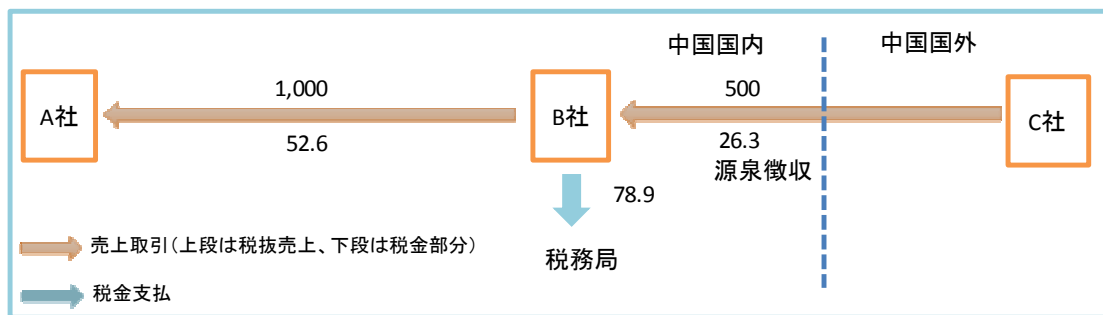 中国国内
中国国外
1,000
500
A社
B社
C社
52.6
26.3
源泉徴収
78.9
税務局
売上取引(上段は税抜売上、下段は税金部分)
税金支払